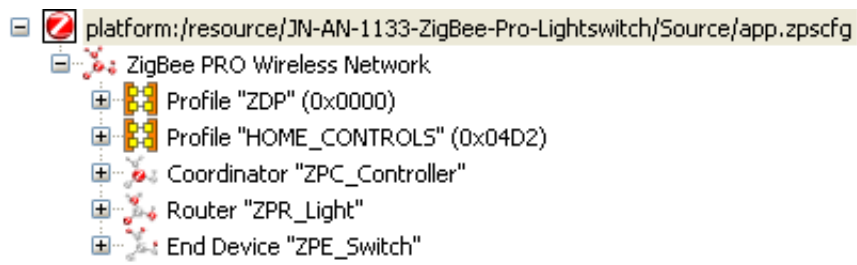 platform:/resource/JN-AN-1133-ZigBee-Pro-Lightswitch/Source/app.zpscfg
ZigBee PRO Wireless Network
Profile "ZDP" (0x0000)
Profile "HOME_CONTROLS" (0x04D2)
Coordinator "ZPC_Controller"
Router "ZPR_Light"
End Device "ZPE_Switch"